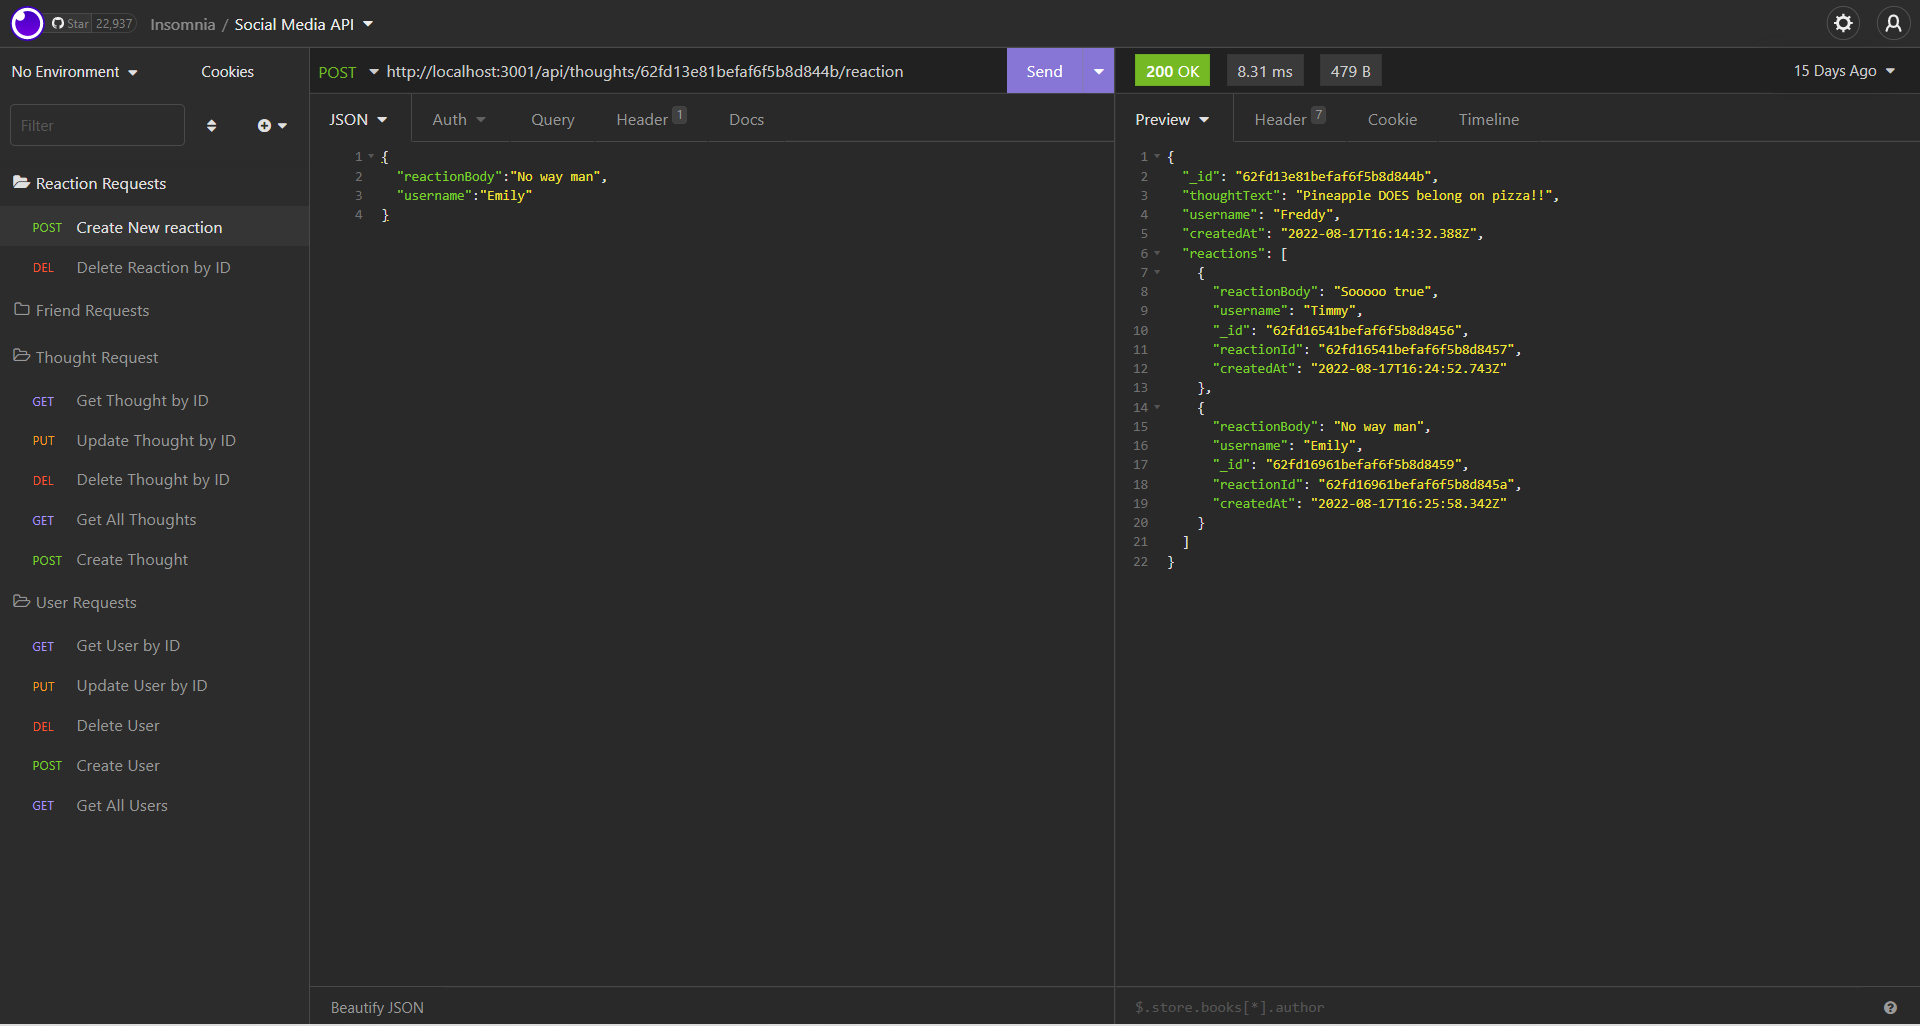 Star 22,937 Insomnia / Social Media API
No Environment Cookies
Filter
Reaction Requests
POST Create New reaction
DEL Delete Reaction by ID
Friend Requests
Thought Request
GET Get Thought by ID
PUT Update Thought by ID
DEL Delete Thought by ID
GET Get All Thoughts
POST Create Thought
User Requests
GET Get User by ID
PUT Update User by ID
DEL Delete User
POST Create User
GET Get All Users
POST http://localhost:3001/api/thoughts/62fd13e81befaf6f5b8d844b/reaction Send
JSON Auth Query Header 1 Docs
1 {
2 "reactionBody":"No way man",
3 "username":"Emily"
4 }
Beautify JSON
200 OK 8.31 ms 479 B 15 Days Ago
Preview Header 7 Cookie Timeline
1 {
2 "_id": "62fd13e81befaf6f5b8d844b",
3 "thoughtText": "Pineapple DOES belong on pizza!!",
4 "username": "Freddy",
5 "createdAt": "2022-08-17T16:14:32.388Z",
6 "reactions": [
7 {
8 "reactionBody": "Sooooo true",
9 "username": "Timmy",
10 "_id": "62fd16541befaf6f5b8d8456",
11 "reactionId": "62fd16541befaf6f5b8d8457",
12 "createdAt": "2022-08-17T16:24:52.743Z"
13 },
14 {
15 "reactionBody": "No way man",
16 "username": "Emily",
17 "_id": "62fd16961befaf6f5b8d8459",
18 "reactionId": "62fd16961befaf6f5b8d845a",
19 "createdAt": "2022-08-17T16:25:58.342Z"
20 }
21 ]
22 }
$.store.books[*].author